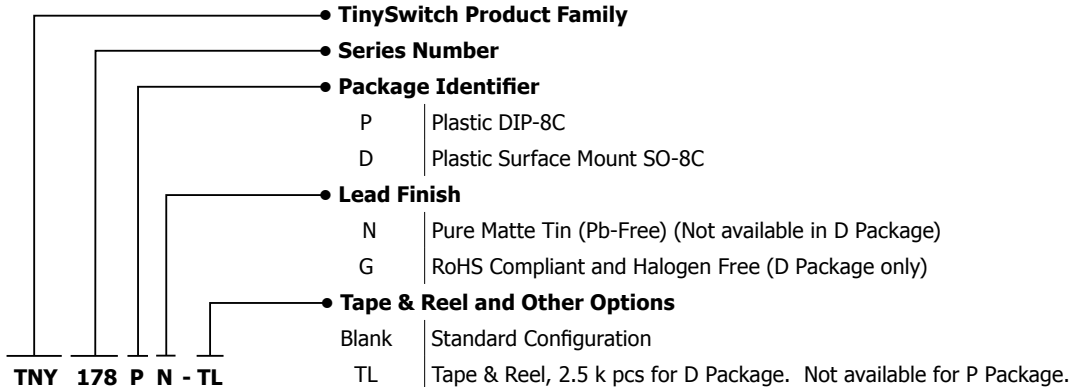 TinySwitch Product Family
Series Number
Package Identifier
P Plastic DIP-8C
D Plastic Surface Mount SO-8C
Lead Finish
N Pure Matte Tin (Pb-Free) (Not available in D Package)
G RoHS Compliant and Halogen Free (D Package only)
Tape & Reel and Other Options
Blank Standard Configuration
TNY 178 P N - TL TL Tape & Reel, 2.5 k pcs for D Package. Not available for P Package.